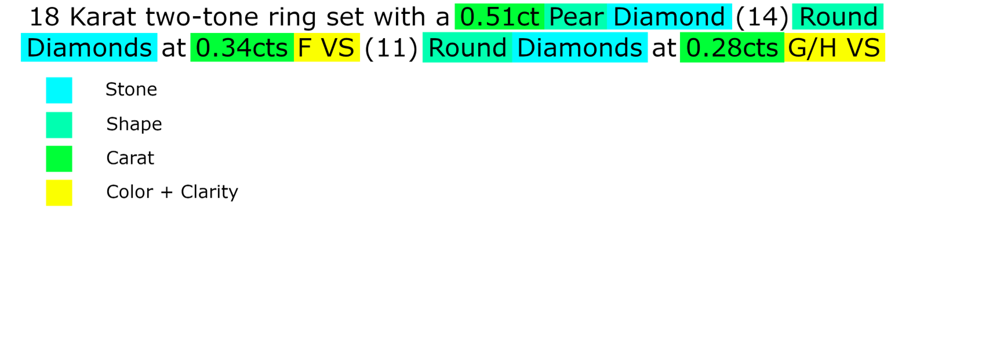 18 Karat two-tone ring set with a 0.51ct Pear Diamond (14) Round
Diamonds at 0.34cts F VS (11) Round Diamonds at 0.28cts G/H VS
Stone
Shape
Carat
Color + Clarity